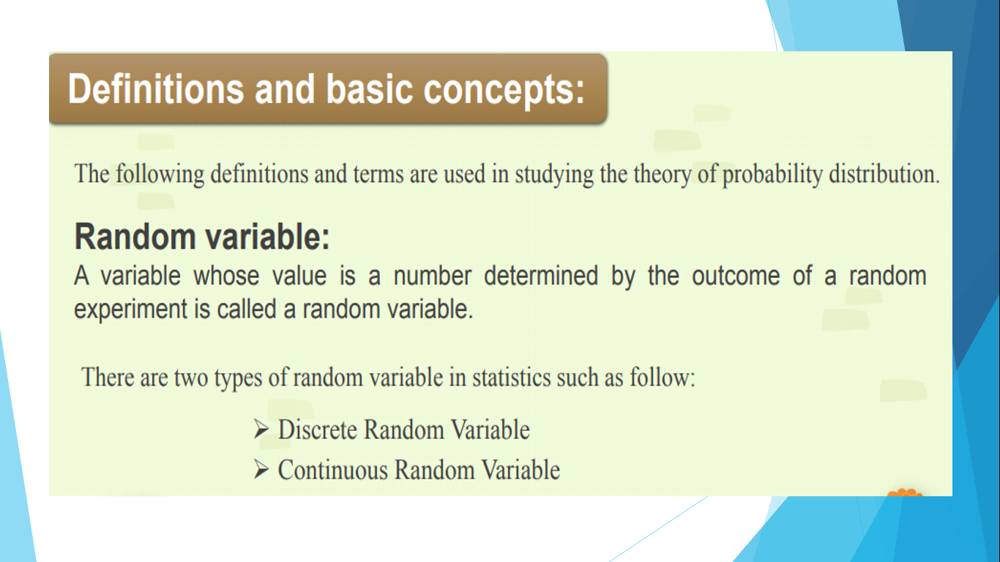 Definitions and basic concepts:
The following definitions and terms are used in studying the theory of probability distribution.
Random variable:
A variable whose value is a number determined by the outcome of a random
experiment is called a random variable.
There are two types of random variable in statistics such as follow:
➢ Discrete Random Variable
➢ Continuous Random Variable